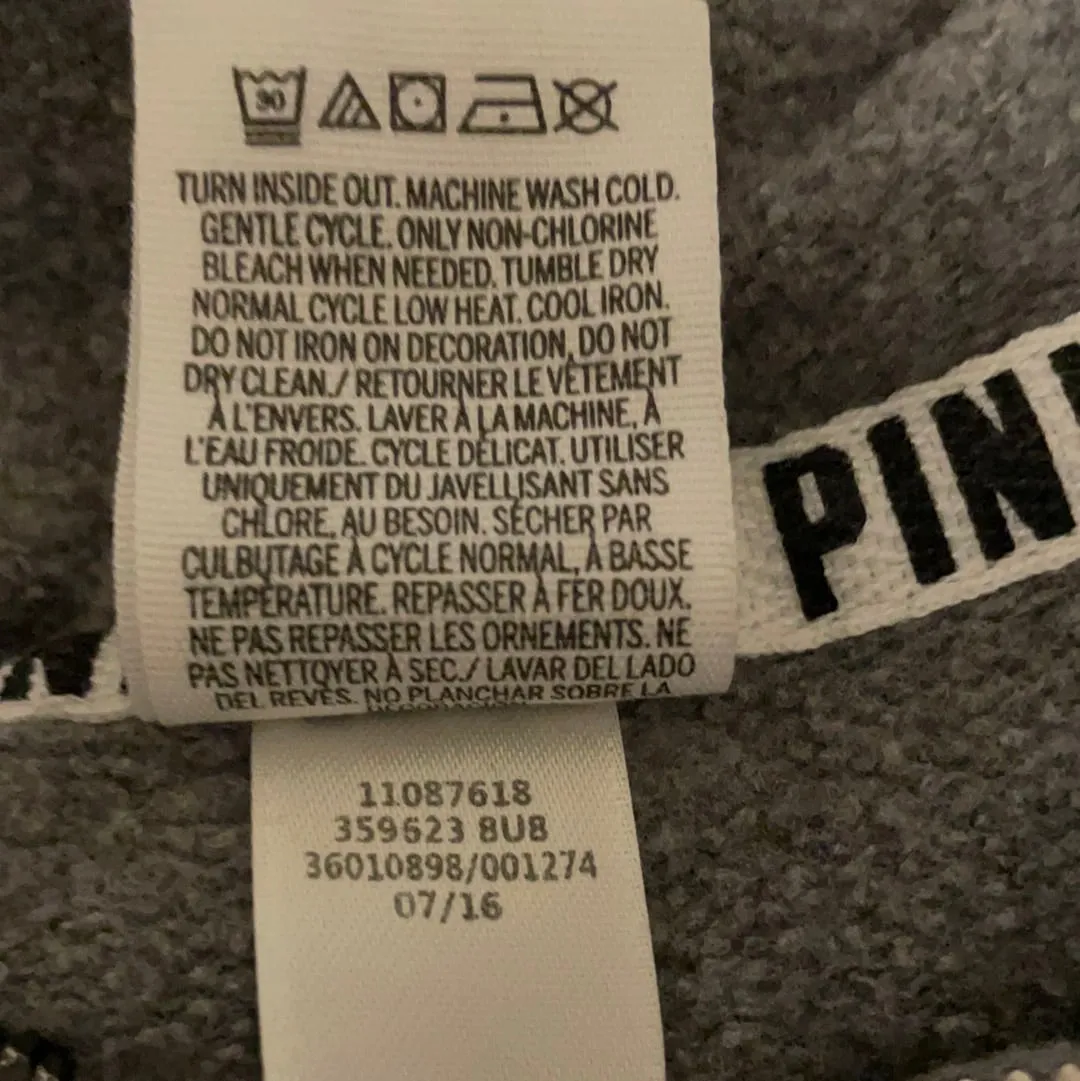 30
TURN INSIDE OUT. MACHINE WASH COLD.
GENTLE CYCLE. ONLY NON-CHLORINE
BLEACH WHEN NEEDED. TUMBLE DRY
NORMAL CYCLE LOW HEAT. COOL IRON.
DO NOT IRON ON DECORATION, DO NOT
DRY CLEAN./ RETOURNER LE VÊTEMENT
À L'ENVERS. LAVER À LA MACHINE, À
L'EAU FROIDE. CYCLE DÉLICAT. UTILISER
UNIQUEMENT DU JAVELLISANT SANS
CHLORE, AU BESOIN. SÉCHER PAR
CULBUTAGE À CYCLE NORMAL, À BASSE
TEMPÉRATURE. REPASSER À FER DOUX.
NE PAS REPASSER LES ORNEMENTS. NE
PAS NETTOYER À SEC./ LAVAR DEL LADO
DEL REVÉS. NO PLANCHAR SOBRE LA
PIN
11087618
359623 8U8
36010898/001274
07/16